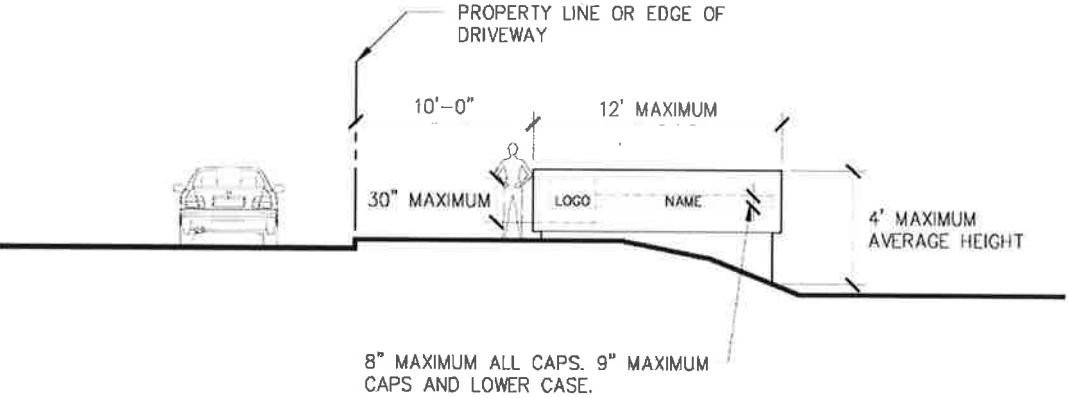 PROPERTY LINE OR EDGE OF
DRIVEWAY
10'-0"
12' MAXIMUM
30" MAXIMUM
LOGO
NAME
4' MAXIMUM
AVERAGE HEIGHT
8" MAXIMUM ALL CAPS. 9" MAXIMUM
CAPS AND LOWER CASE.